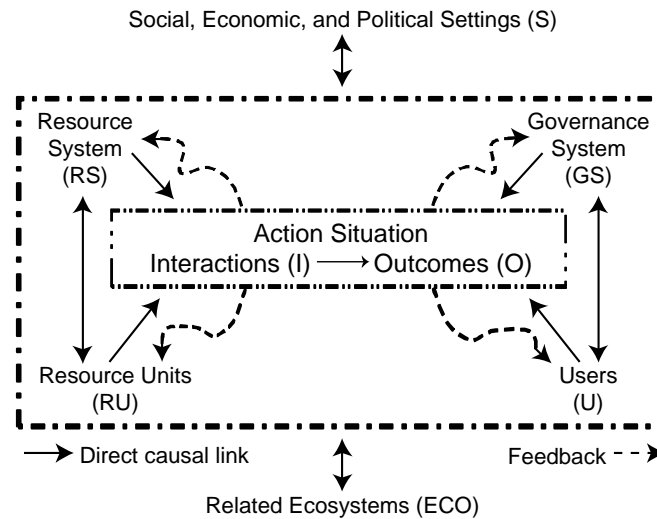 Social, Economic, and Political Settings (S)
Resource
System
(RS)
Governance
System
(GS)
Action Situation
Interactions (I) Outcomes (O)
Resource Units
(RU)
Users
(U)
Direct causal link
Feedback
Related Ecosystems (ECO)